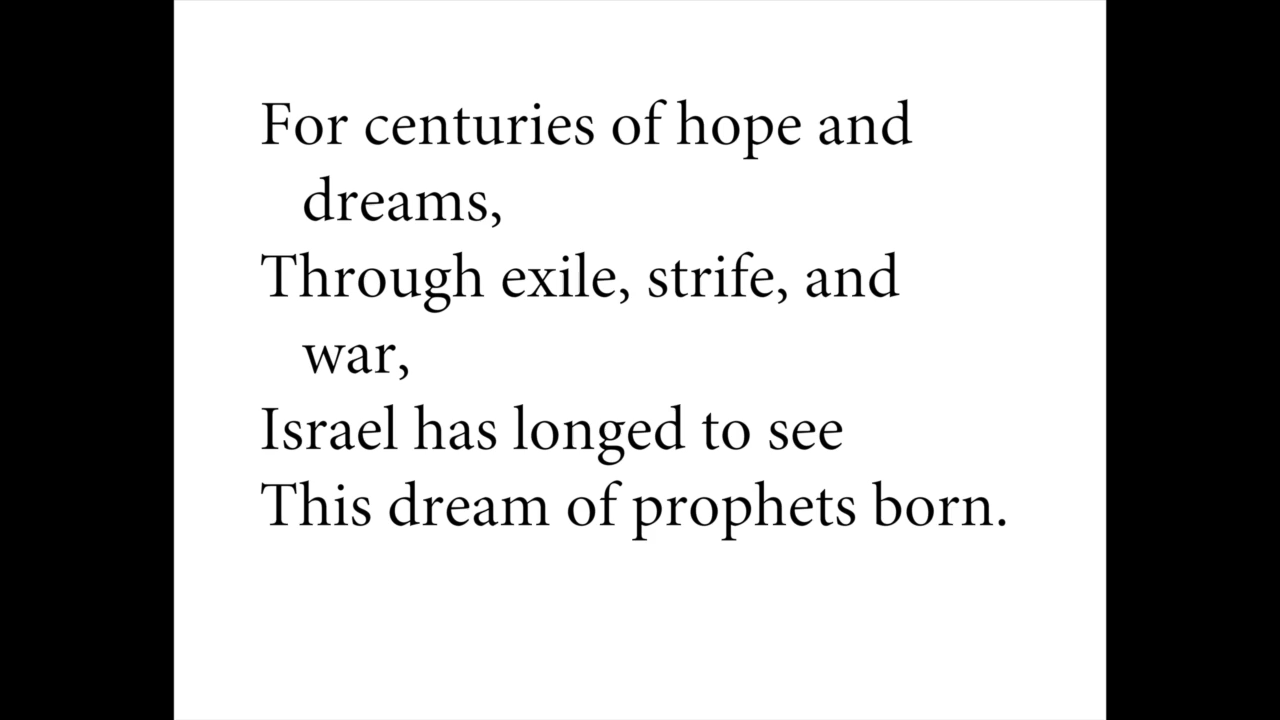 For centuries of hope and
dreams,
Through exile, strife, and
war,
Israel has longed to see
This dream of prophets born.